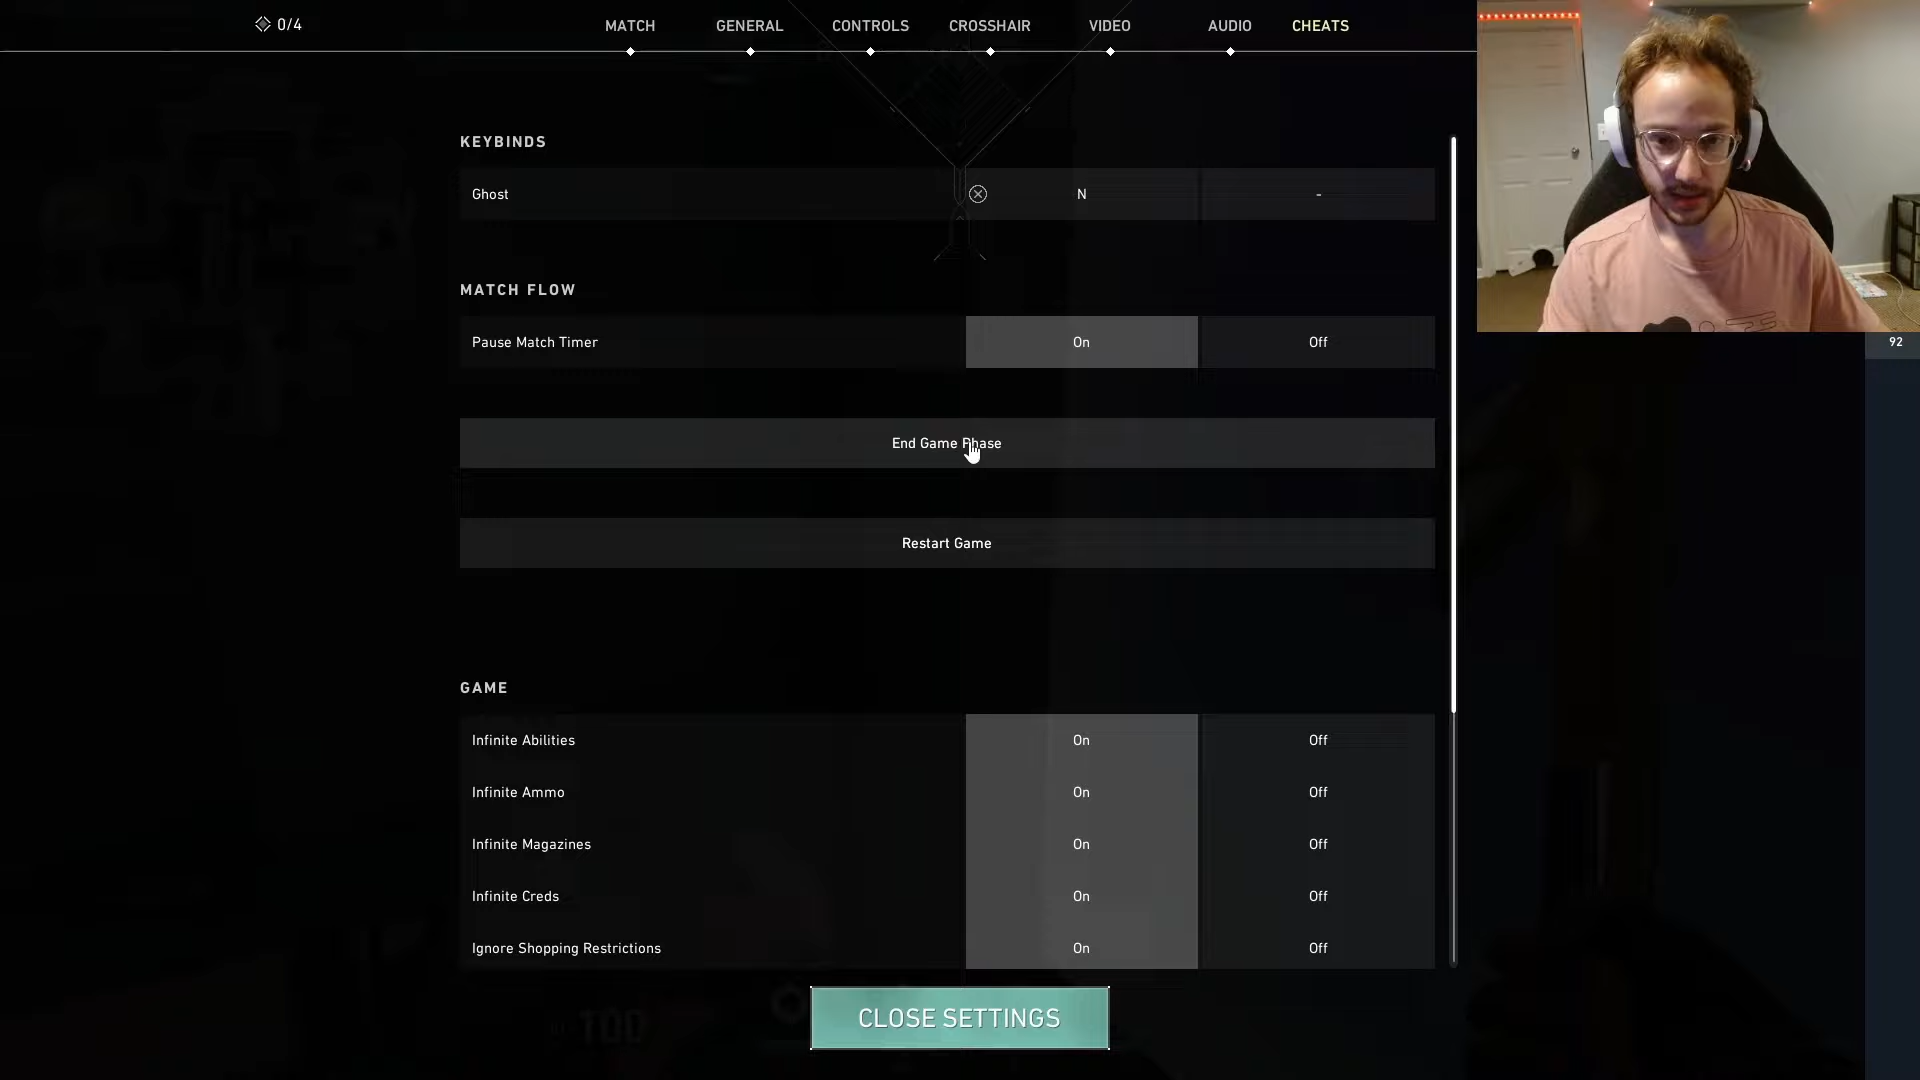 0/4
MATCH
GENERAL
CONTROLS
CROSSHAIR
VIDEO
AUDIO
CHEATS
KEYBINDS
Ghost N -
MATCH FLOW
Pause Match Timer On Off
92
End Game Phase
Restart Game
GAME
Infinite Abilities On Off
Infinite Ammo On Off
Infinite Magazines On Off
Infinite Creds On Off
Ignore Shopping Restrictions On Off
100
CLOSE SETTINGS